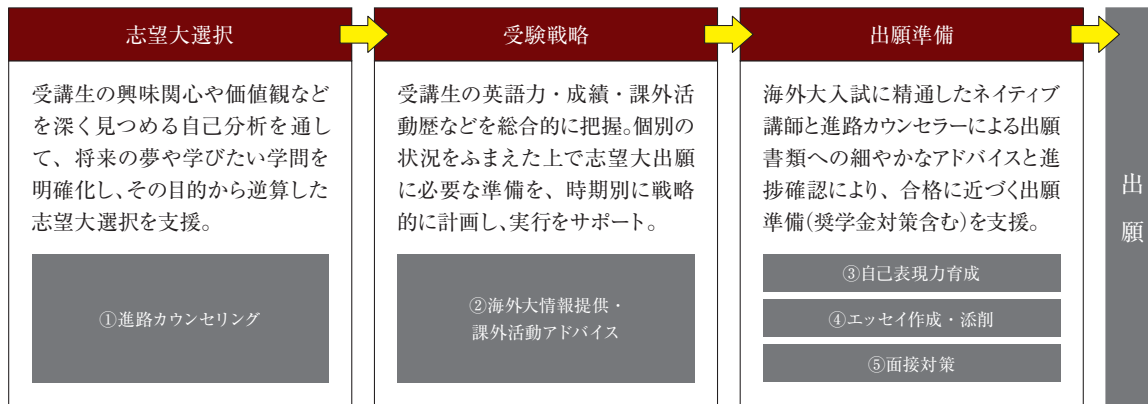 志望大選択
受講生の興味関心や価値観など
を深く見つめる自己分析を通し
て、将来の夢や学びたい学問を
明確化し、その目的から逆算した
志望大選択を支援。
①進路カウンセリング
受験戦略
受講生の英語力・成績・課外活
動歴などを総合的に把握。個別の
状況をふまえた上で志望大出願
に必要な準備を、時期別に戦略
的に計画し、実行をサポート。
②海外大情報提供・
課外活動アドバイス
出願準備
海外大入試に精通したネイティブ
講師と進路カウンセラーによる出願
書類への細やかなアドバイスと進
捗確認により、合格に近づく出願
準備(奨学金対策含む)を支援。
③自己表現力育成
④エッセイ作成・添削
⑤面接対策
出願